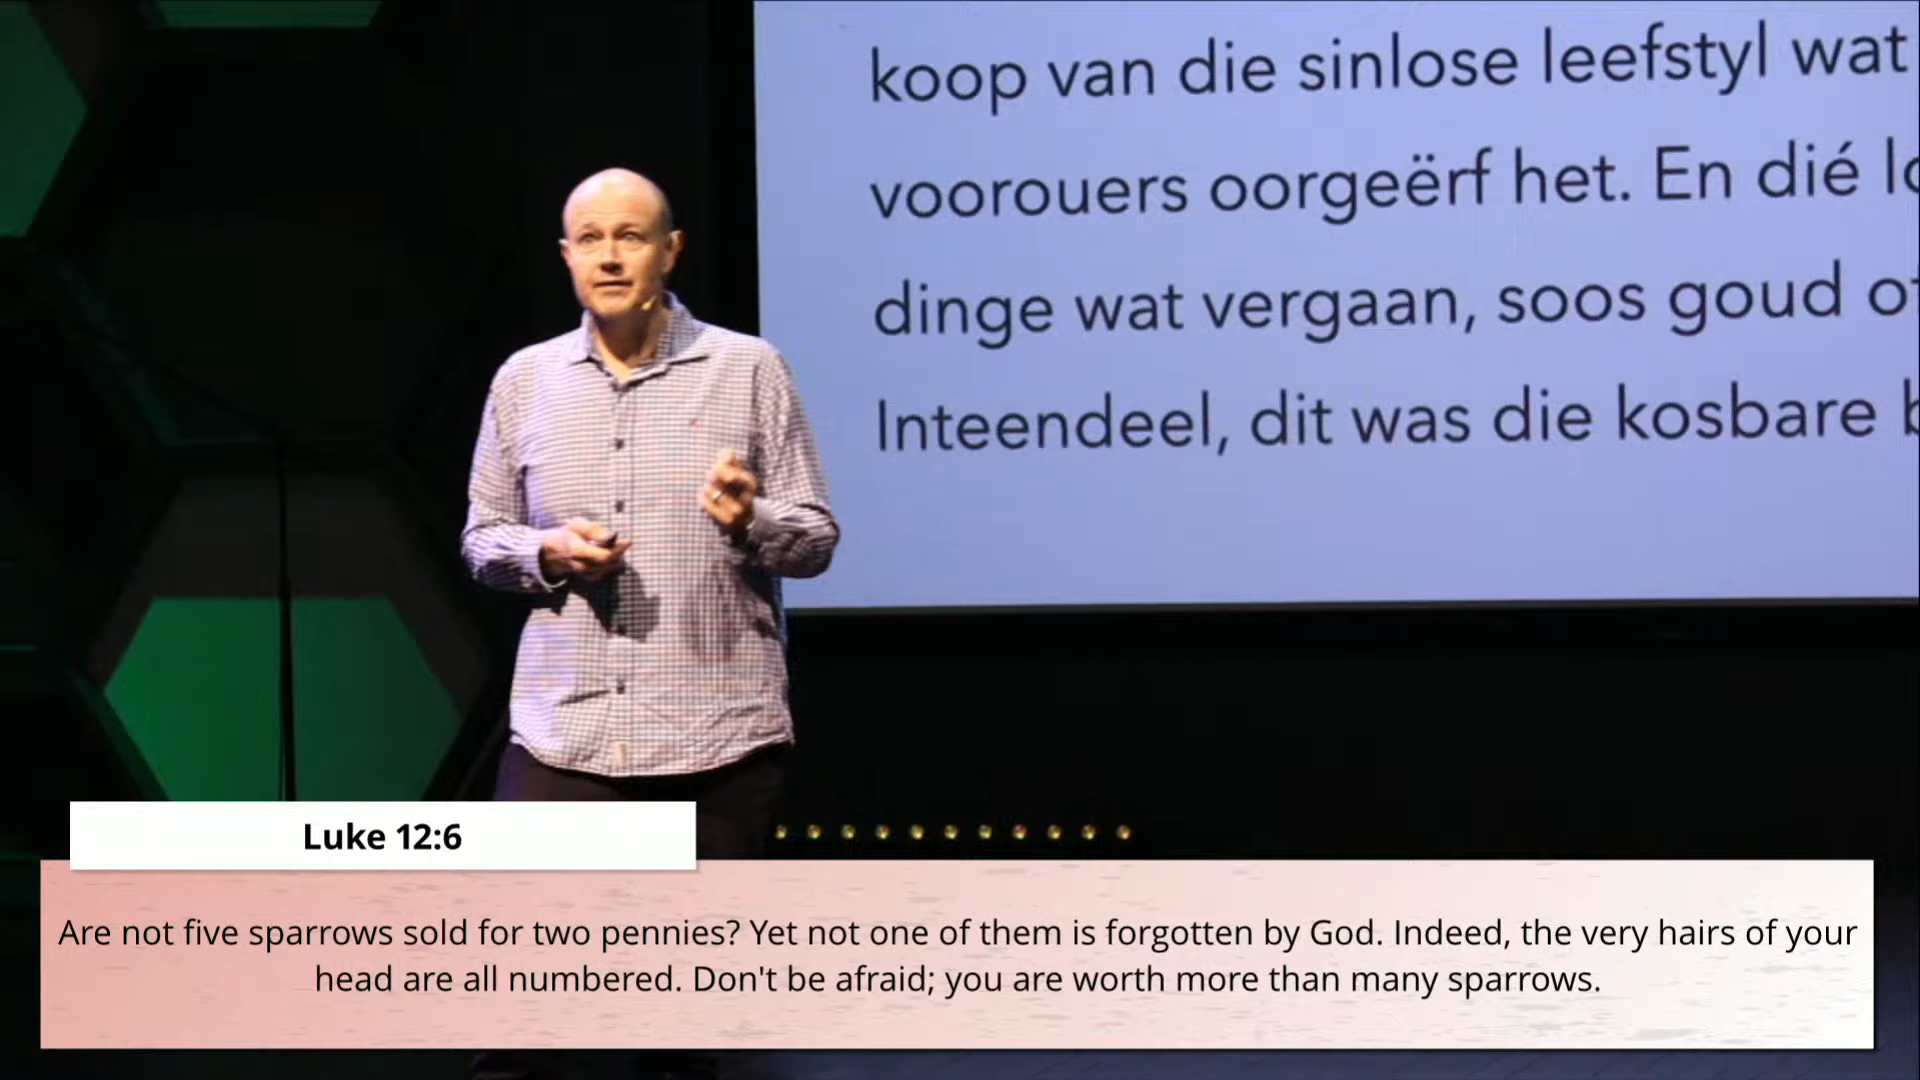 koop van die sinlose leefstyl wat
voorouers oorgeërf het. En dié
dinge wat vergaan, soos goud
Inteendeel, dit was die kosbare
Luke 12:6
Are not five sparrows sold for two pennies? Yet not one of them is forgotten by God. Indeed, the very hairs of your
head are all numbered. Don't be afraid; you are worth more than many sparrows.